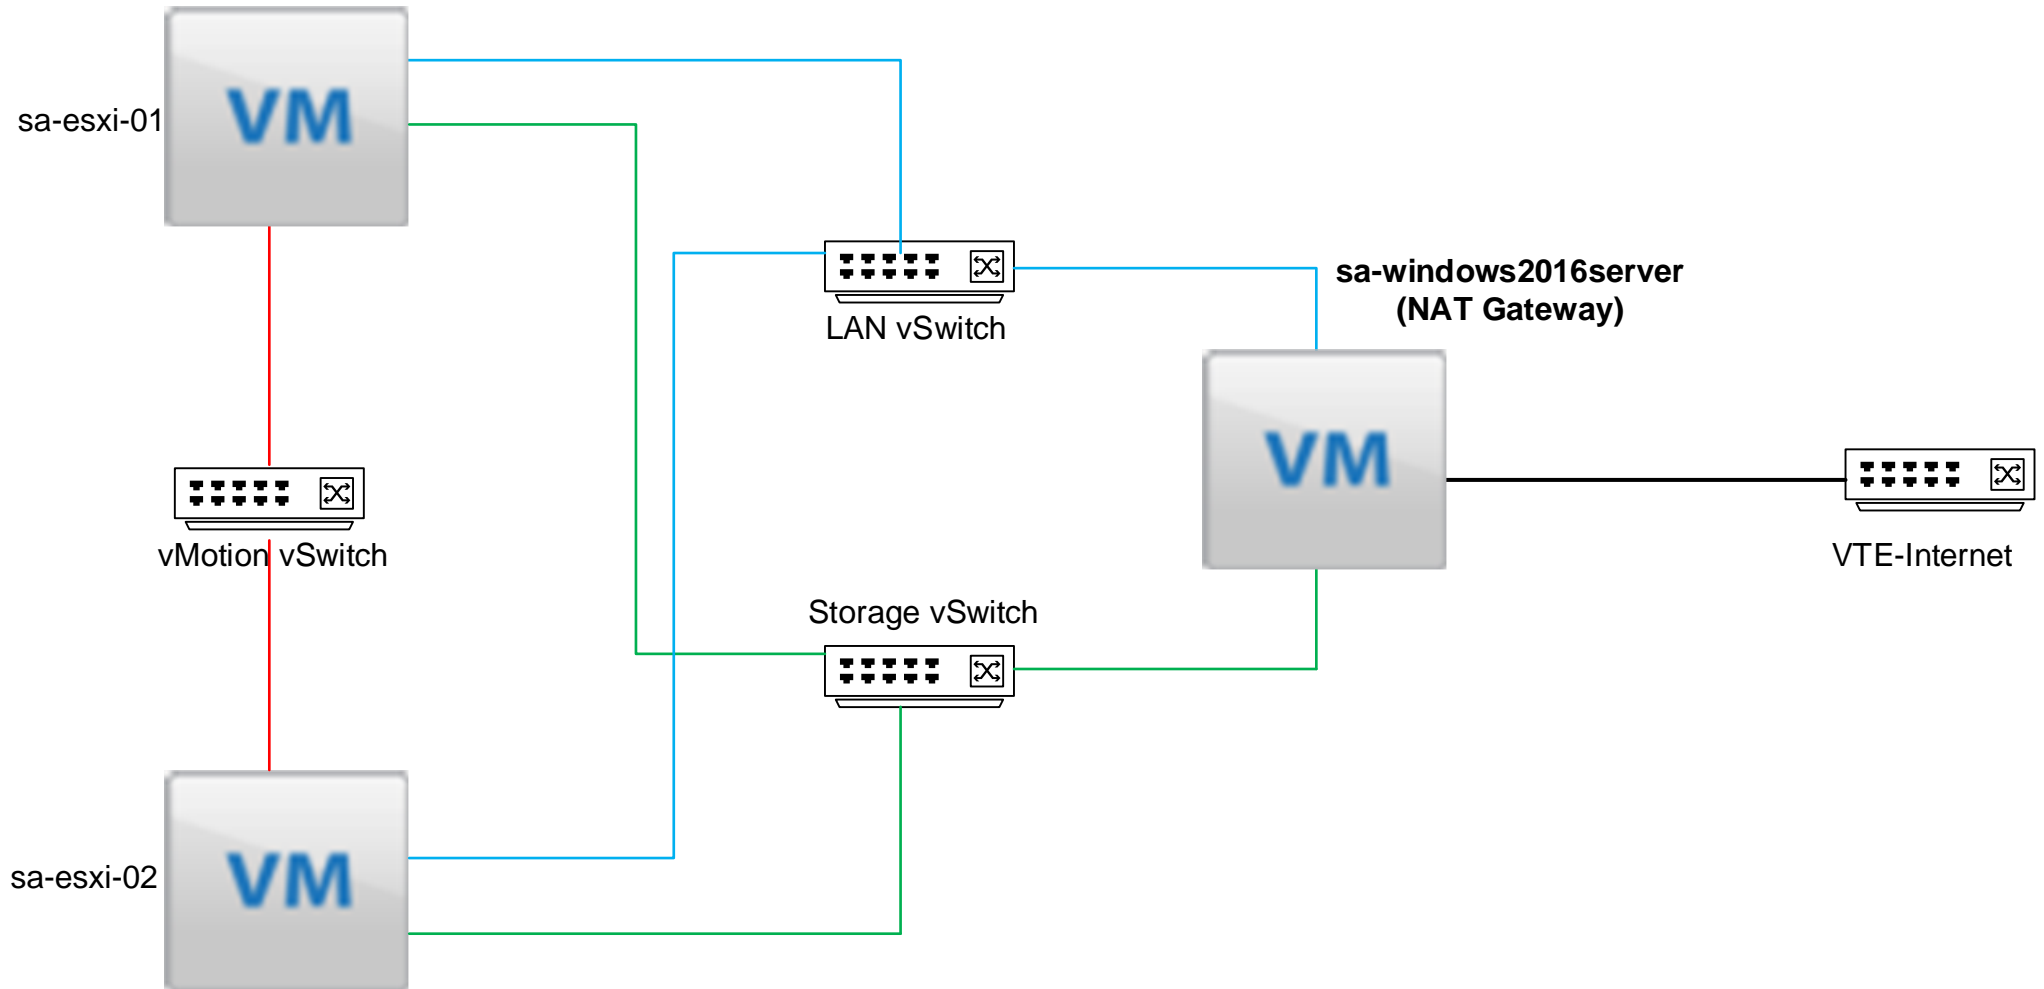 VM
sa-esxi-01
sa-windows2016server
(NAT Gateway)
LAN vSwitch
VM
vMotion vSwitch
VTE-Internet
Storage vSwitch
VM
sa-esxi-02